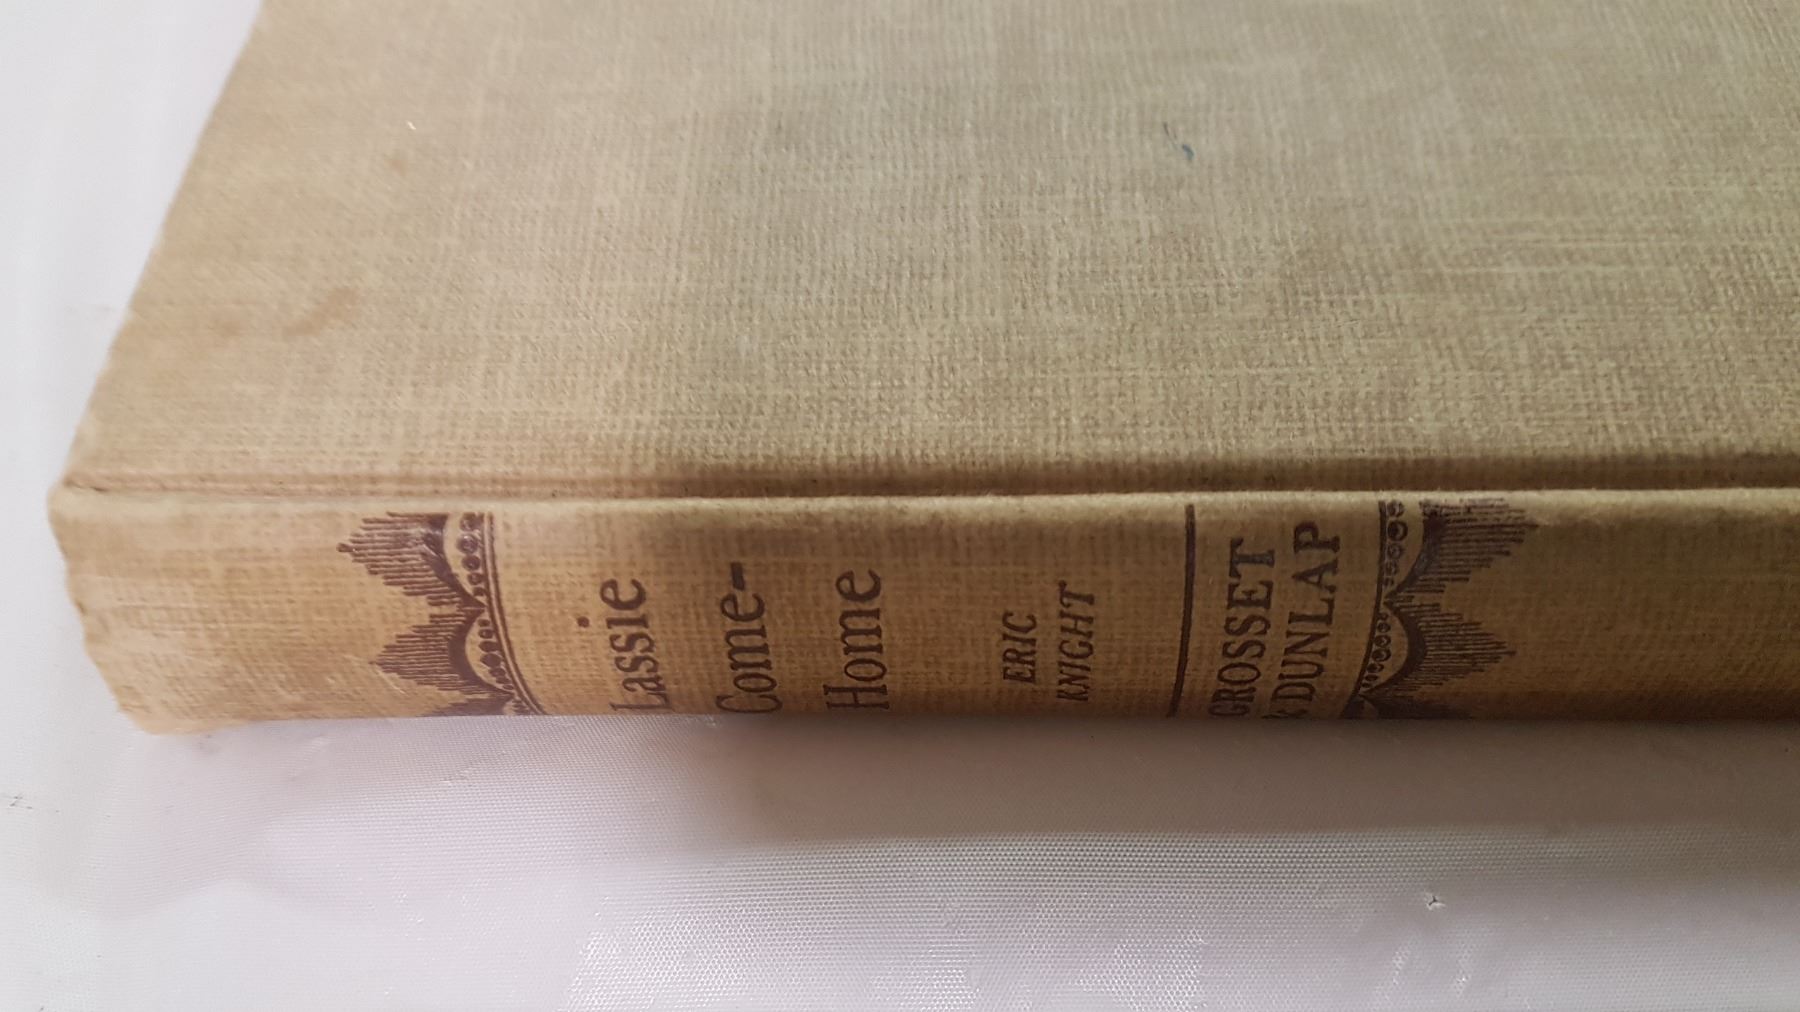 Lassie
Come-
Home
ERIC
KNIGHT
GROSSET
& DUNLAP